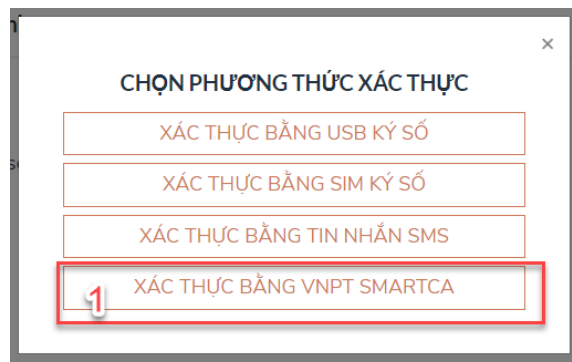 ×
CHỌN PHƯƠNG THỨC XÁC THỰC
XÁC THỰC BẰNG USB KÝ SỐ
XÁC THỰC BẰNG SIM KÝ SỐ
XÁC THỰC BẰNG TIN NHẮN SMS
XÁC THỰC BẰNG VNPT SMARTCA
1